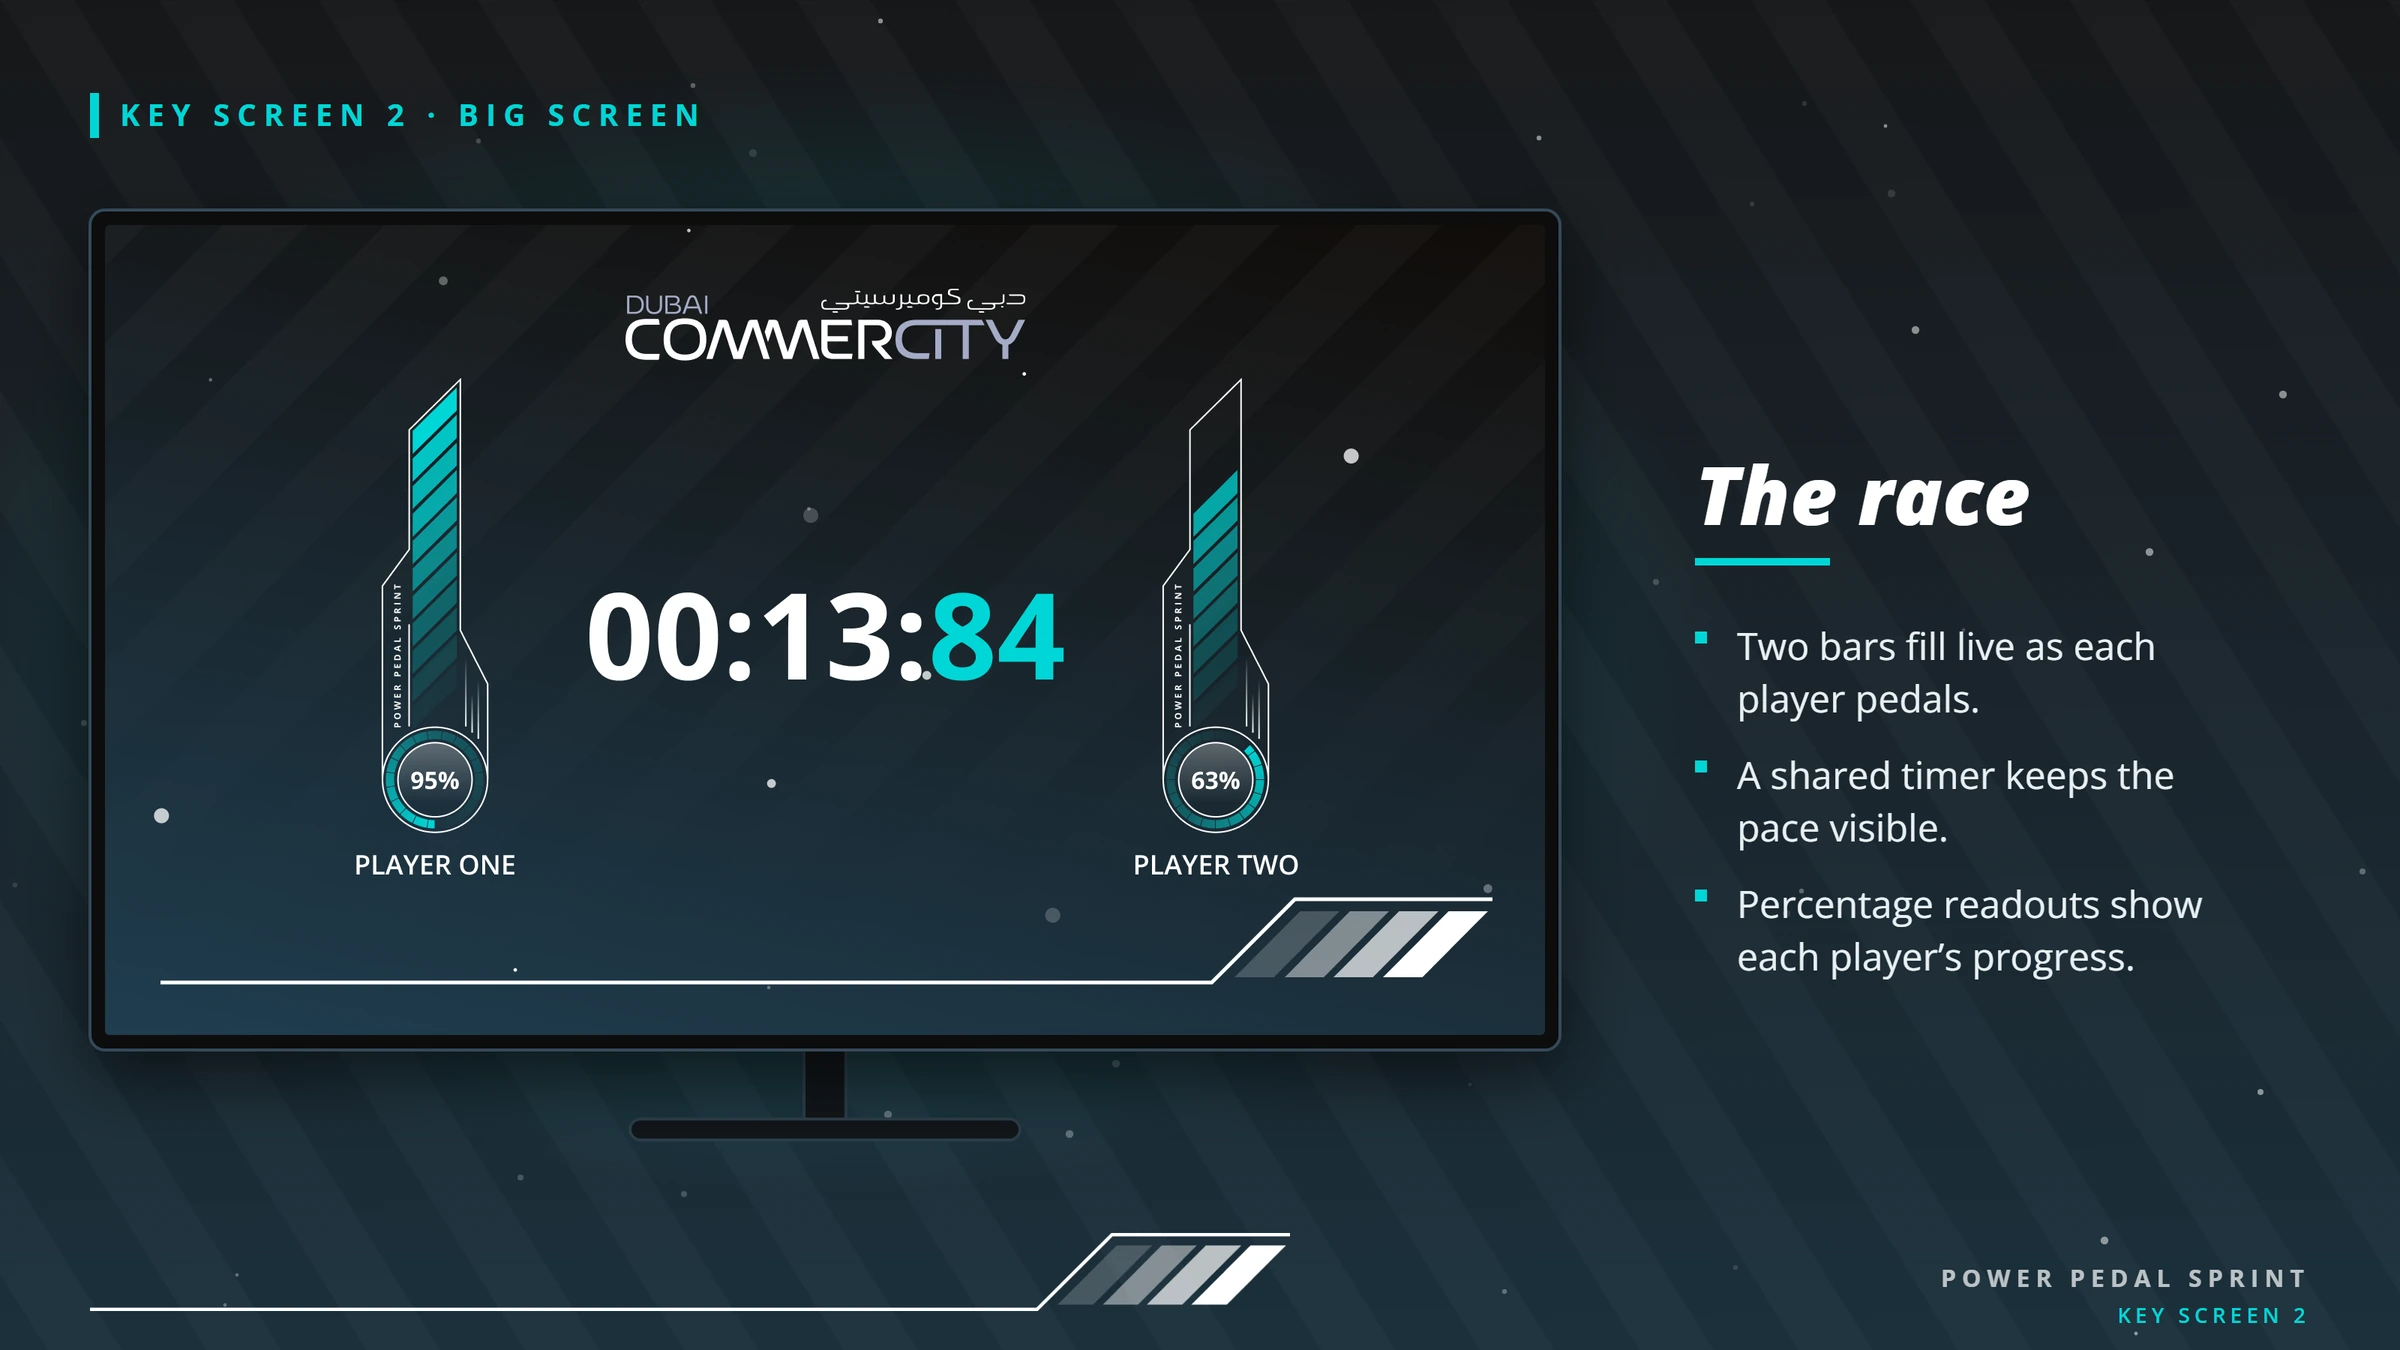 KEY SCREEN 2 · BIG SCREEN
DUBAI دبي كوميرسيتي
COMMERCITY
POWER PEDAL SPRINT
95%
PLAYER ONE
00:13:84
POWER PEDAL SPRINT
63%
PLAYER TWO
The race
Two bars fill live as each
player pedals.
A shared timer keeps the
pace visible.
Percentage readouts show
each player’s progress.
POWER PEDAL SPRINT
KEY SCREEN 2